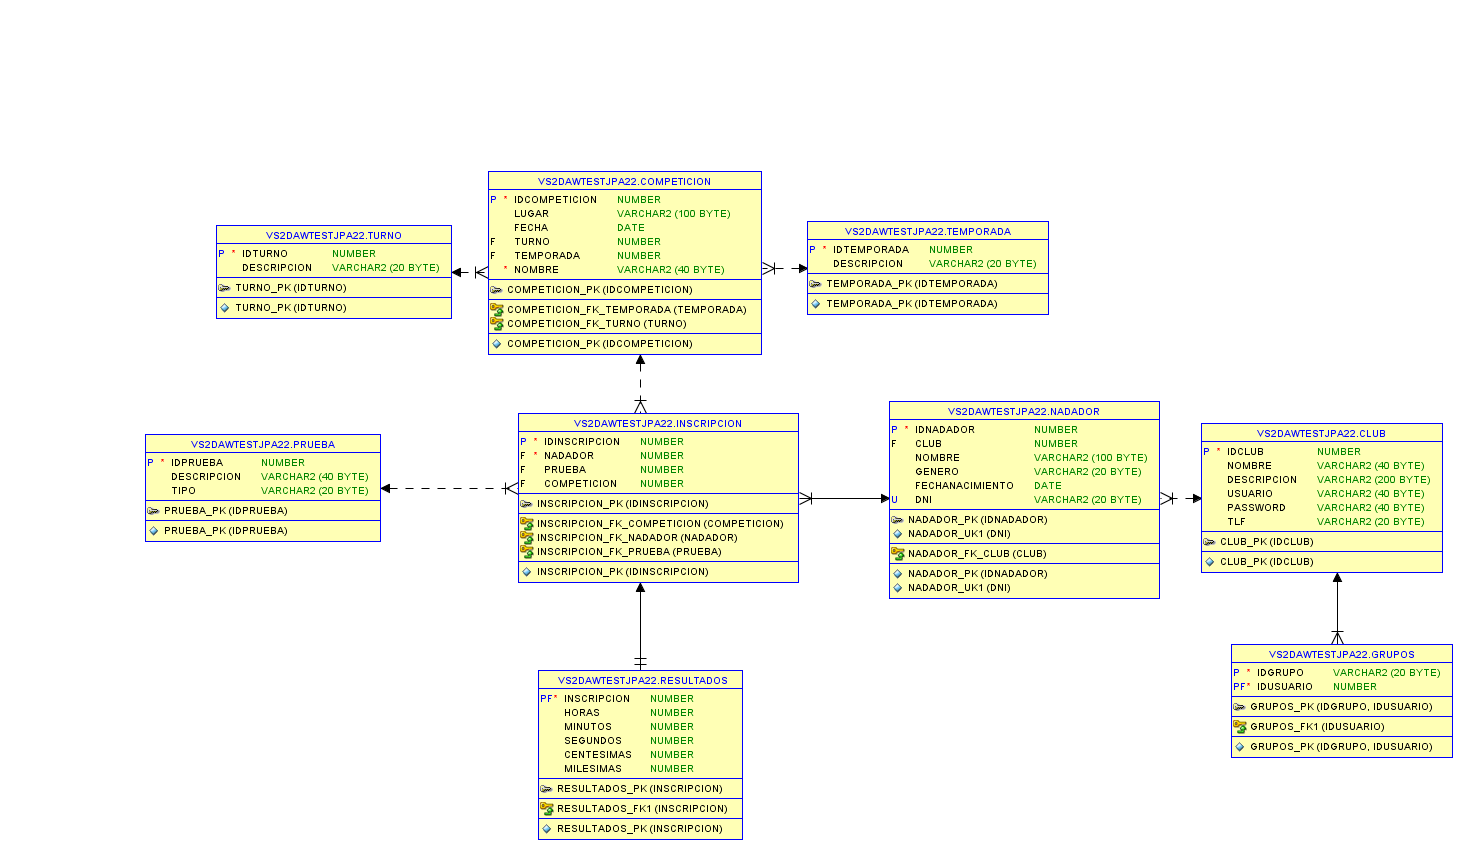 VS2DAWTESTJPA22.COMPETICION
P * IDCOMPETICION NUMBER
LUGAR VARCHAR2 (100 BYTE)
FECHA DATE
F TURNO NUMBER
F TEMPORADA NUMBER
* NOMBRE VARCHAR2 (40 BYTE)
COMPETICION_PK (IDCOMPETICION)
COMPETICION_FK_TEMPORADA (TEMPORADA)
COMPETICION_FK_TURNO (TURNO)
COMPETICION_PK (IDCOMPETICION)
VS2DAWTESTJPA22.TURNO
P * IDTURNO NUMBER
DESCRIPCION VARCHAR2 (20 BYTE)
TURNO_PK (IDTURNO)
TURNO_PK (IDTURNO)
VS2DAWTESTJPA22.TEMPORADA
P * IDTEMPORADA NUMBER
DESCRIPCION VARCHAR2 (20 BYTE)
TEMPORADA_PK (IDTEMPORADA)
TEMPORADA_PK (IDTEMPORADA)
VS2DAWTESTJPA22.PRUEBA
P * IDPRUEBA NUMBER
DESCRIPCION VARCHAR2 (40 BYTE)
TIPO VARCHAR2 (20 BYTE)
PRUEBA_PK (IDPRUEBA)
PRUEBA_PK (IDPRUEBA)
VS2DAWTESTJPA22.INSCRIPCION
P * IDINSCRIPCION NUMBER
F * NADADOR NUMBER
F PRUEBA NUMBER
F COMPETICION NUMBER
INSCRIPCION_PK (IDINSCRIPCION)
INSCRIPCION_FK_COMPETICION (COMPETICION)
INSCRIPCION_FK_NADADOR (NADADOR)
INSCRIPCION_FK_PRUEBA (PRUEBA)
INSCRIPCION_PK (IDINSCRIPCION)
VS2DAWTESTJPA22.NADADOR
P * IDNADADOR NUMBER
F CLUB NUMBER
NOMBRE VARCHAR2 (100 BYTE)
GENERO VARCHAR2 (20 BYTE)
FECHANACIMIENTO DATE
U DNI VARCHAR2 (20 BYTE)
NADADOR_PK (IDNADADOR)
NADADOR_UK1 (DNI)
NADADOR_FK_CLUB (CLUB)
NADADOR_PK (IDNADADOR)
NADADOR_UK1 (DNI)
VS2DAWTESTJPA22.CLUB
P * IDCLUB NUMBER
NOMBRE VARCHAR2 (40 BYTE)
DESCRIPCION VARCHAR2 (200 BYTE)
USUARIO VARCHAR2 (40 BYTE)
PASSWORD VARCHAR2 (40 BYTE)
TLF VARCHAR2 (20 BYTE)
CLUB_PK (IDCLUB)
CLUB_PK (IDCLUB)
VS2DAWTESTJPA22.RESULTADOS
PF* INSCRIPCION NUMBER
HORAS NUMBER
MINUTOS NUMBER
SEGUNDOS NUMBER
CENTESIMAS NUMBER
MILESIMAS NUMBER
RESULTADOS_PK (INSCRIPCION)
RESULTADOS_FK1 (INSCRIPCION)
RESULTADOS_PK (INSCRIPCION)
VS2DAWTESTJPA22.GRUPOS
P * IDGRUPO VARCHAR2 (20 BYTE)
PF* IDUSUARIO NUMBER
GRUPOS_PK (IDGRUPO, IDUSUARIO)
GRUPOS_FK1 (IDUSUARIO)
GRUPOS_PK (IDGRUPO, IDUSUARIO)